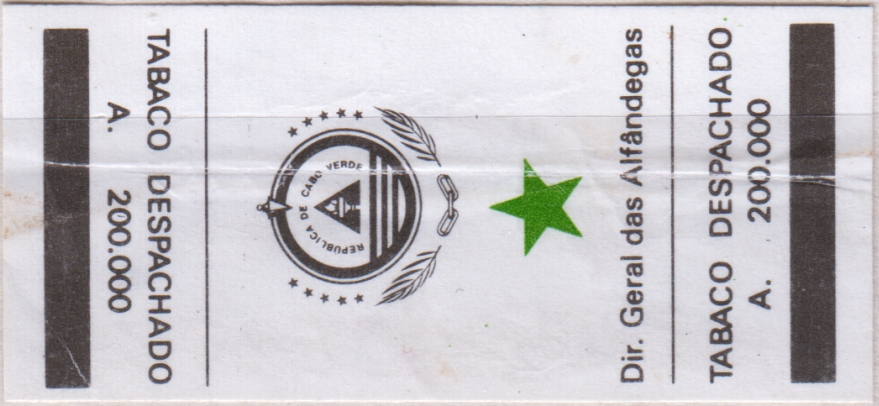 TABACO DESPACHADO
A. 200.000
REPUBLICA DE CABO VERDE
Dir. Geral das Alfândegas
TABACO DESPACHADO
A. 200.000